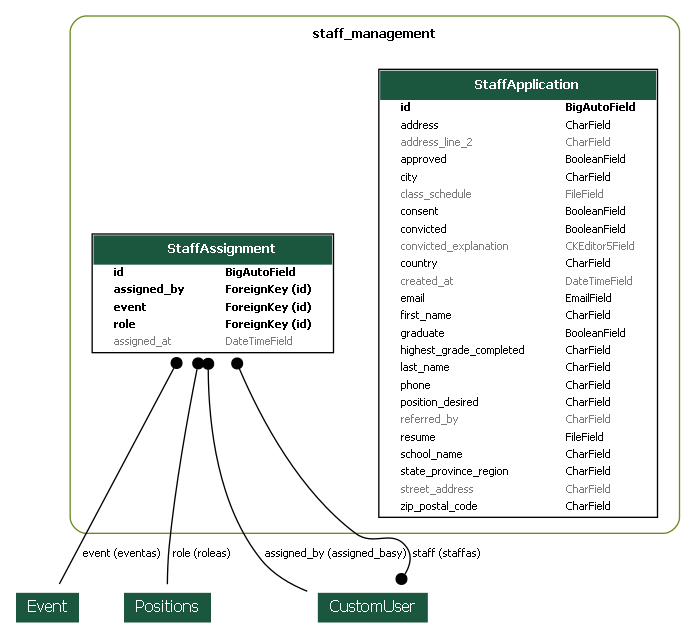 staff_management
StaffApplication
id BigAutoField
address CharField
address_line_2 CharField
approved BooleanField
city CharField
class_schedule FileField
consent BooleanField
convicted BooleanField
convicted_explanation CKEditor5Field
country CharField
created_at DateTimeField
email EmailField
first_name CharField
graduate BooleanField
highest_grade_completed CharField
last_name CharField
phone CharField
position_desired CharField
referred_by CharField
resume FileField
school_name CharField
state_province_region CharField
street_address CharField
zip_postal_code CharField
StaffAssignment
id BigAutoField
assigned_by ForeignKey (id)
event ForeignKey (id)
role ForeignKey (id)
assigned_at DateTimeField
event (eventas) role (roleas) assigned_by (assigned_basy) staff (staffas)
Event Positions CustomUser